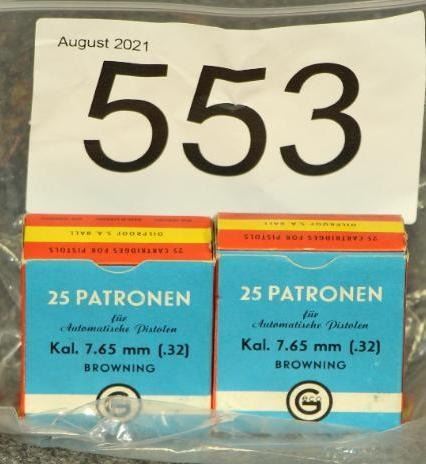 August 2021
553
OILPROOF S.A. BALL
25 CARTRIDGES FOR PISTOLS
25 PATRONEN
für
Automatische Pistolen
Kal. 7.65 mm (.32)
BROWNING
GECO
OILPROOF S.A. BALL
25 CARTRIDGES FOR PISTOLS
25 PATRONEN
für
Automatische Pistolen
Kal. 7.65 mm (.32)
BROWNING
GECO